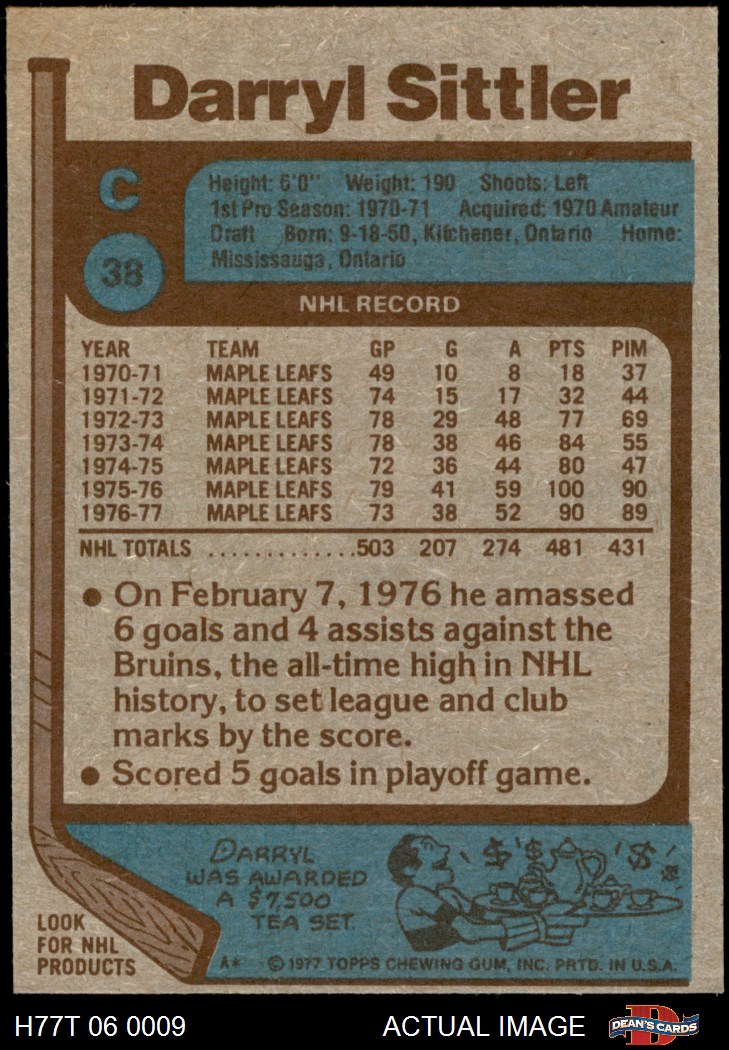 Darryl Sittler
C
38
Height: 6'0" Weight: 190 Shoots: Left
1st Pro Season: 1970-71 Acquired: 1970 Amateur
Draft Born: 9-18-50, Kitchener, Ontario Home:
Mississauga, Ontario
NHL RECORD
YEAR TEAM GP G A PTS PIM
1970-71 MAPLE LEAFS 49 10 8 18 37
1971-72 MAPLE LEAFS 74 15 17 32 44
1972-73 MAPLE LEAFS 78 29 48 77 69
1973-74 MAPLE LEAFS 78 38 46 84 55
1974-75 MAPLE LEAFS 72 36 44 80 47
1975-76 MAPLE LEAFS 79 41 59 100 90
1976-77 MAPLE LEAFS 73 38 52 90 89
NHL TOTALS .............503 207 274 481 431
● On February 7, 1976 he amassed
6 goals and 4 assists against the
Bruins, the all-time high in NHL
history, to set league and club
marks by the score.
● Scored 5 goals in playoff game.
DARRYL
WAS AWARDED
A $7,500
TEA SET.
$ $ $
LOOK
FOR NHL
PRODUCTS
A* © 1977 TOPPS CHEWING GUM, INC. PRTD. IN U.S.A.
H77T 06 0009 ACTUAL IMAGE
D
DEAN'S CARDS